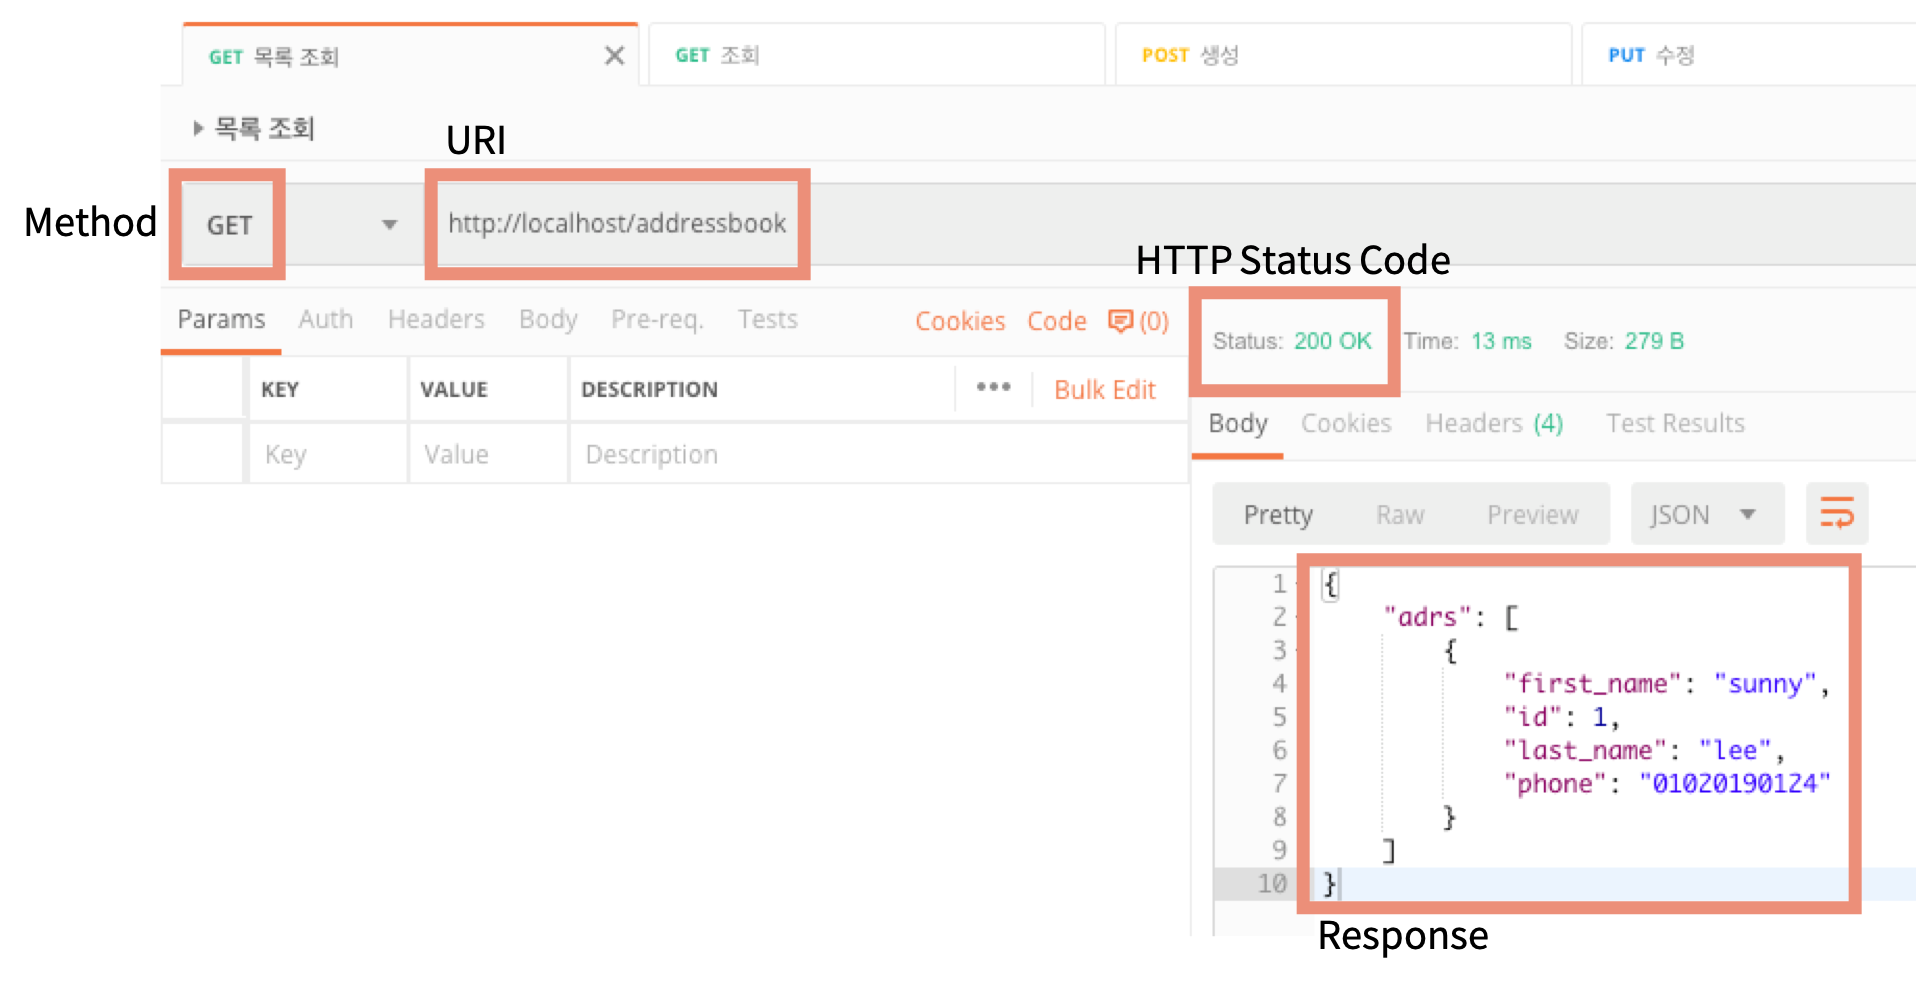 GET 목록 조회
GET 조회
POST 생성
PUT 수정
목록 조회
URI
Method
GET
http://localhost/addressbook
HTTP Status Code
Params Auth Headers Body Pre-req. Tests Cookies Code (0)
Status: 200 OK Time: 13 ms Size: 279 B
KEY VALUE DESCRIPTION ••• Bulk Edit
Key Value Description
Body Cookies Headers (4) Test Results
Pretty Raw Preview JSON
1 {
2 "adrs": [
3 {
4 "first_name": "sunny",
5 "id": 1,
6 "last_name": "lee",
7 "phone": "01020190124"
8 }
9 ]
10 }
Response